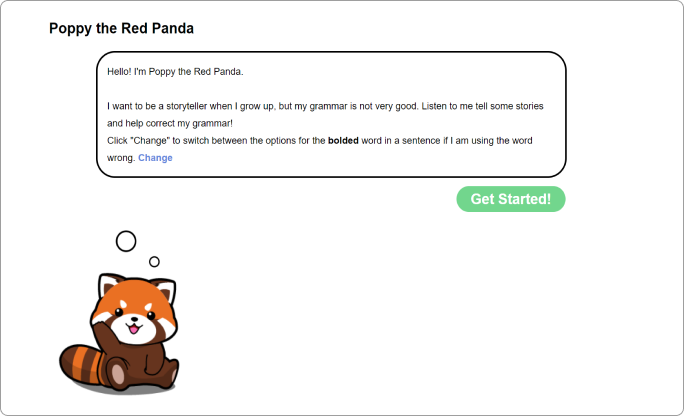 Poppy the Red Panda
Hello! I'm Poppy the Red Panda.
I want to be a storyteller when I grow up, but my grammar is not very good. Listen to me tell some stories
and help correct my grammar!
Click "Change" to switch between the options for the bolded word in a sentence if I am using the word
wrong. Change
Get Started!